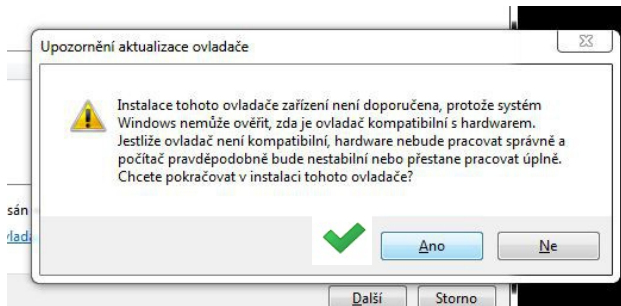 Upozornění aktualizace ovladače
Instalace tohoto ovladače zařízení není doporučena, protože systém
Windows nemůže ověřit, zda je ovladač kompatibilní s hardwarem.
Jestliže ovladač není kompatibilní, hardware nebude pracovat správně a
počítač pravděpodobně bude nestabilní nebo přestane pracovat úplně.
Chcete pokračovat v instalaci tohoto ovladače?
sán
vlada
Ano Ne
Další Storno